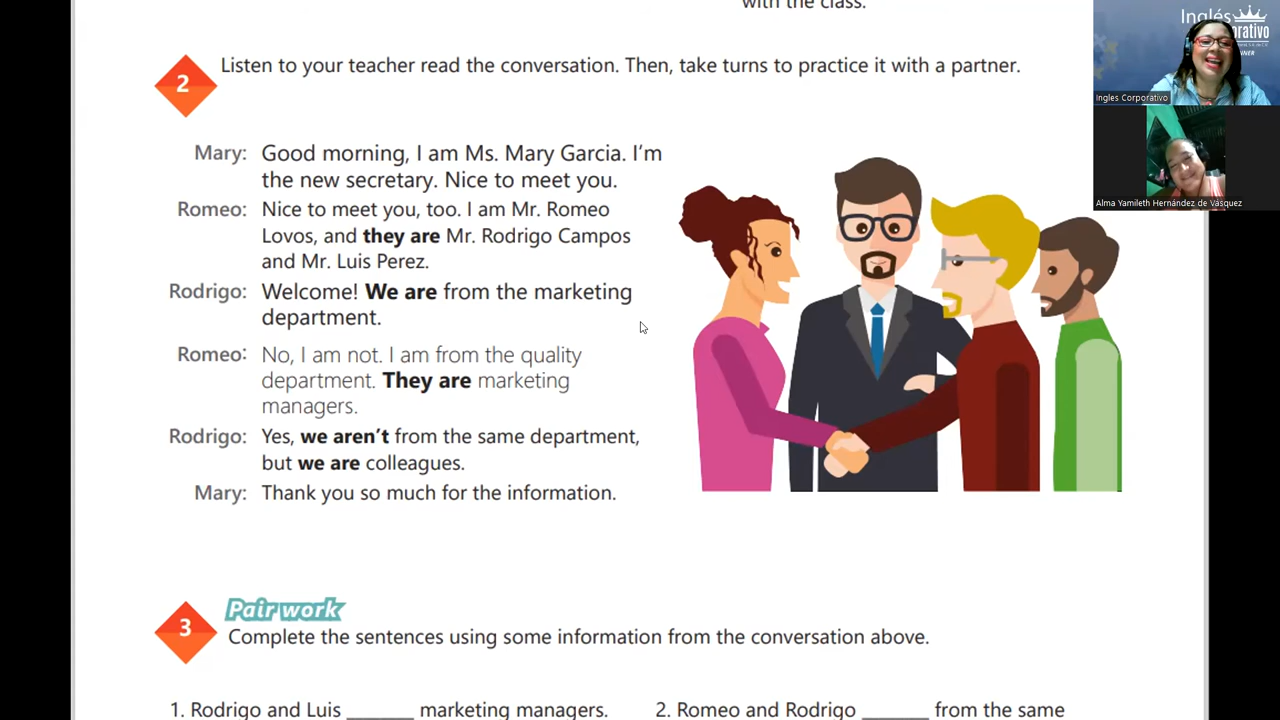 with the class.
2
Listen to your teacher read the conversation. Then, take turns to practice it with a partner.
Mary: Good morning, I am Ms. Mary Garcia. I'm
the new secretary. Nice to meet you.
Romeo: Nice to meet you, too. I am Mr. Romeo
Lovos, and they are Mr. Rodrigo Campos
and Mr. Luis Perez.
Rodrigo: Welcome! We are from the marketing
department.
Romeo: No, I am not. I am from the quality
department. They are marketing
managers.
Rodrigo: Yes, we aren't from the same department,
but we are colleagues.
Mary: Thank you so much for the information.
3
Pair work
Complete the sentences using some information from the conversation above.
1. Rodrigo and Luis _______ marketing managers.
2. Romeo and Rodrigo _______ from the same
Inglés
Ingles Corporativo
Alma Yamileth Hernández de Vásquez